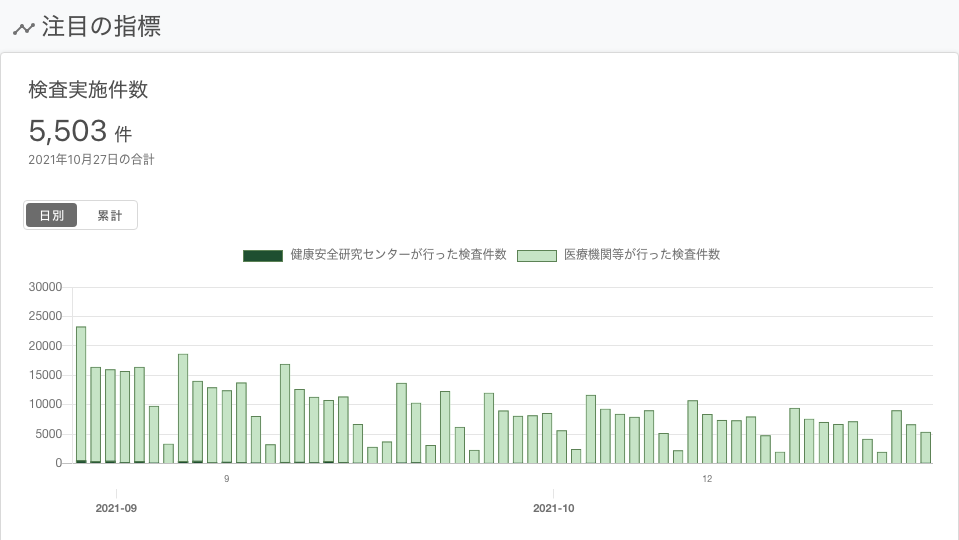 注目の指標
検査実施件数
5,503 件
2021年10月27日の合計
日別 累計
健康安全研究センターが行った検査件数 医療機関等が行った検査件数
30000
25000
20000
15000
10000
5000
0
9 12
2021-09 2021-10